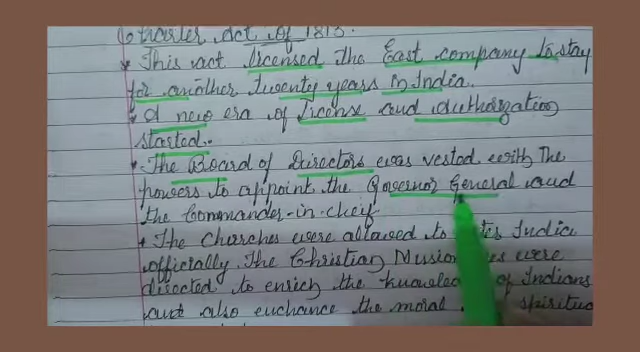 Charter Act Of 1813.
* This act licensed the East company to stay
for another twenty years in India.
* A new era of license and authorization
started.
* The Board of Directors was vested with the
powers to appoint the Governor General and
the Commander-in-cheif
* The Churches were allowed to India
officially. The Christian were
directed to enrich the of Indians
and also enchance the moral